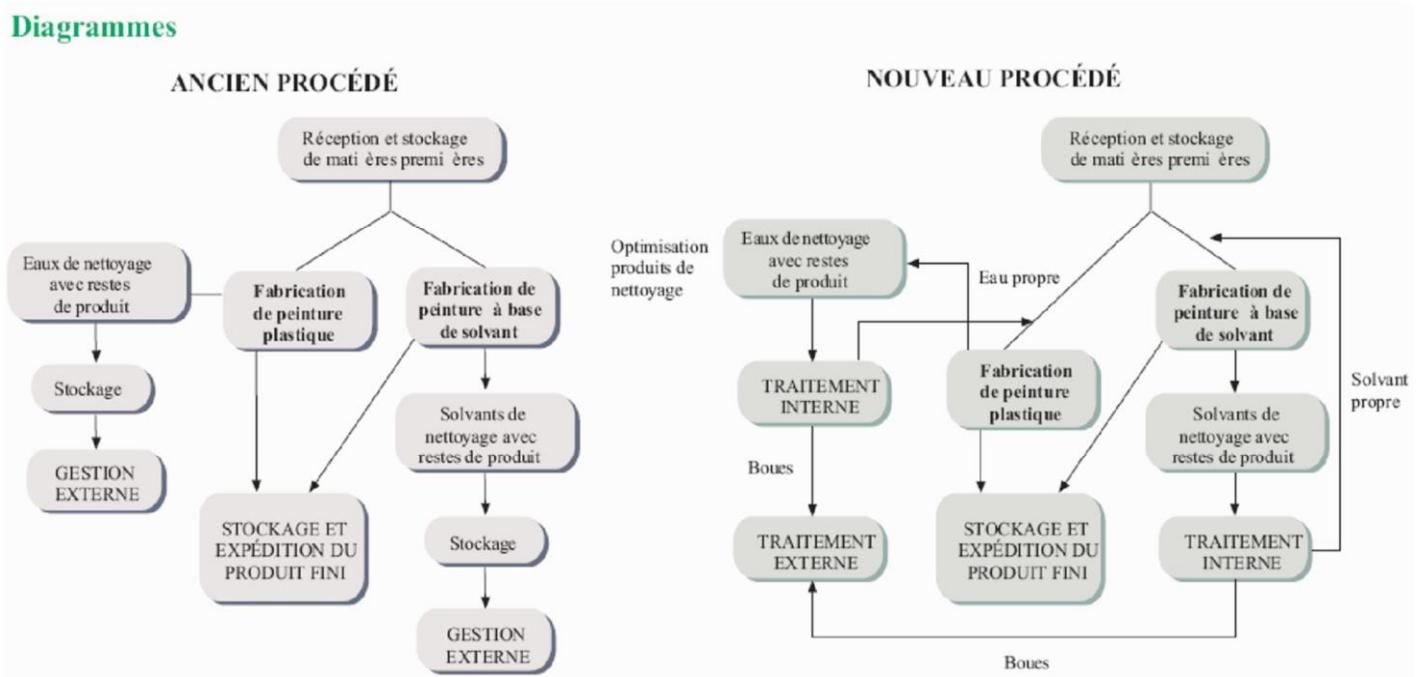 Diagrammes
ANCIEN PROCÉDÉ
Réception et stockage
de mati ères premi ères
Eaux de nettoyage
avec restes
de produit
Fabrication
de peinture
plastique
Fabrication de
peinture à base
de solvant
Stockage
GESTION
EXTERNE
Solvants de
nettoyage avec
restes de produit
STOCKAGE ET
EXPÉDITION DU
PRODUIT FINI
Stockage
GESTION
EXTERNE
NOUVEAU PROCÉDÉ
Réception et stockage
de mati ères premi ères
Optimisation
produits de
nettoyage
Eaux de nettoyage
avec restes
de produit
Eau propre
Fabrication de
peinture à base
de solvant
TRAITEMENT
INTERNE
Fabrication
de peinture
plastique
Solvant
propre
Solvants de
nettoyage avec
restes de produit
Boues
TRAITEMENT
EXTERNE
STOCKAGE ET
EXPÉDITION DU
PRODUIT FINI
TRAITEMENT
INTERNE
Boues